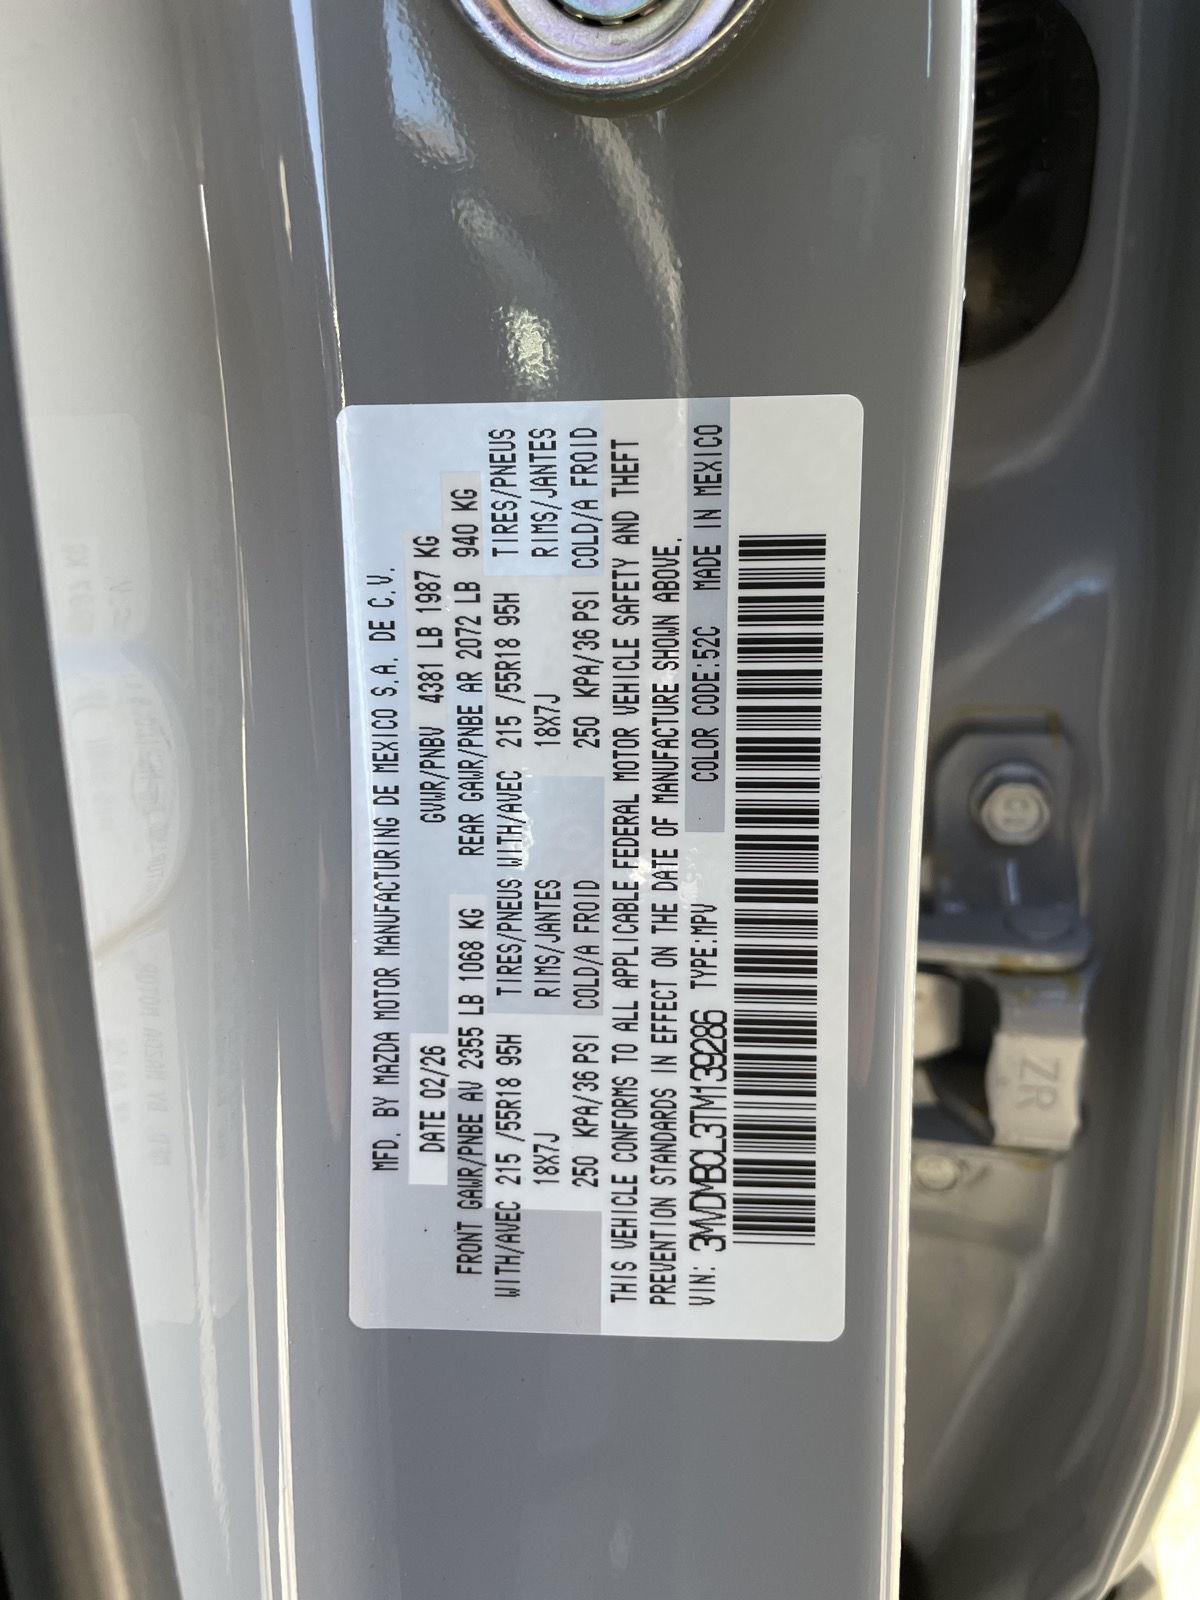 MFD. BY MAZDA MOTOR MANUFACTURING DE MEXICO S.A. DE C.V.
DATE 02/26 GVWR/PNBV 4381 LB 1987 KG
FRONT GAWR/PNBE AV 2355 LB 1068 KG REAR GAWR/PNBE AR 2072 LB 940 KG
WITH/AVEC 215 /55R18 95H TIRES/PNEUS WITH/AVEC 215 /55R18 95H TIRES/PNEUS
18X7J RIMS/JANTES 18X7J RIMS/JANTES
250 KPA/36 PSI COLD/A FROID 250 KPA/36 PSI COLD/A FROID
THIS VEHICLE CONFORMS TO ALL APPLICABLE FEDERAL MOTOR VEHICLE SAFETY AND THEFT
PREVENTION STANDARDS IN EFFECT ON THE DATE OF MANUFACTURE SHOWN ABOVE.
VIN: 3MVDMBCL3TM139286 TYPE:MPV COLOR CODE:52C MADE IN MEXICO
ZR